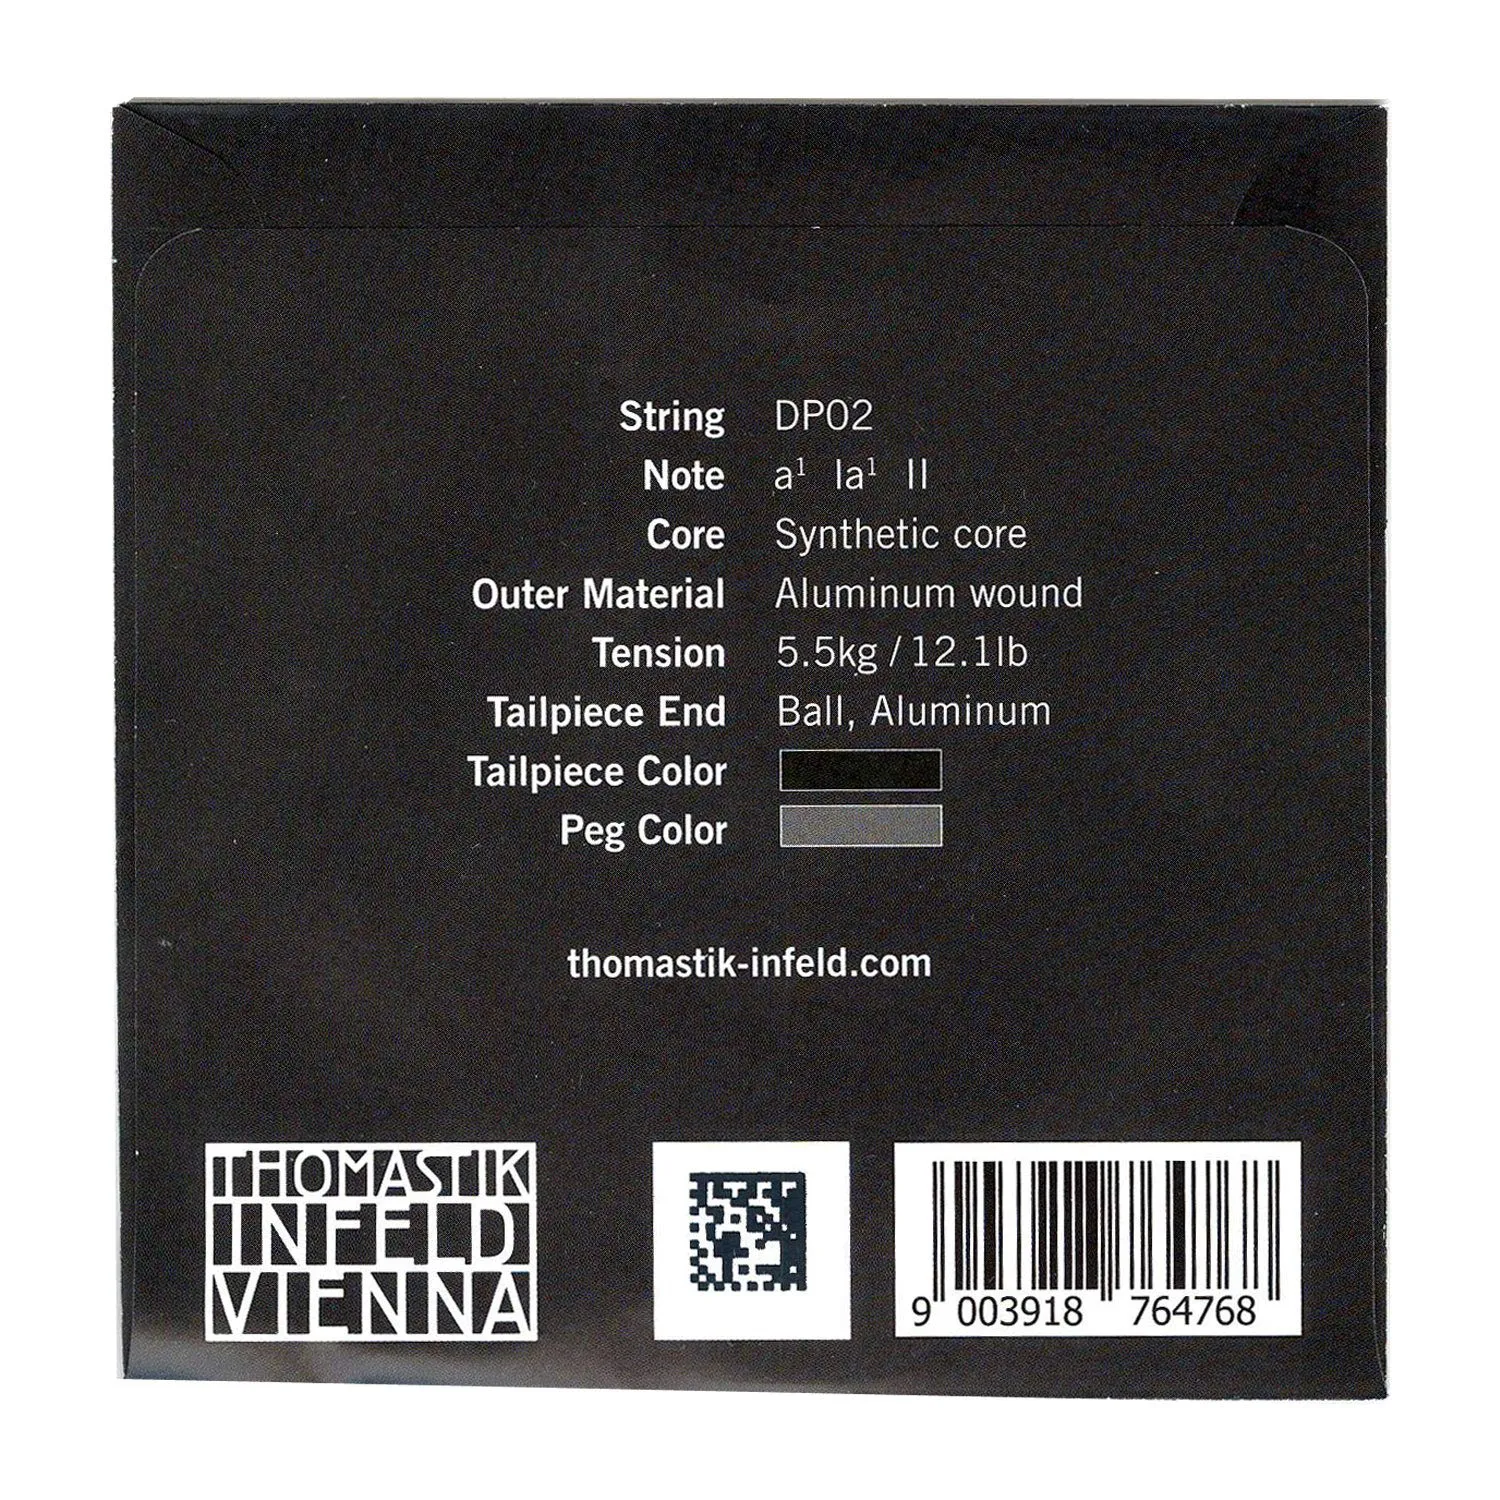 String DP02
Note a¹ la¹ II
Core Synthetic core
Outer Material Aluminum wound
Tension 5.5kg / 12.1lb
Tailpiece End Ball, Aluminum
Tailpiece Color
Peg Color
thomastik-infeld.com
THOMASTIK
INFELD
VIENNA
9 003918 764768